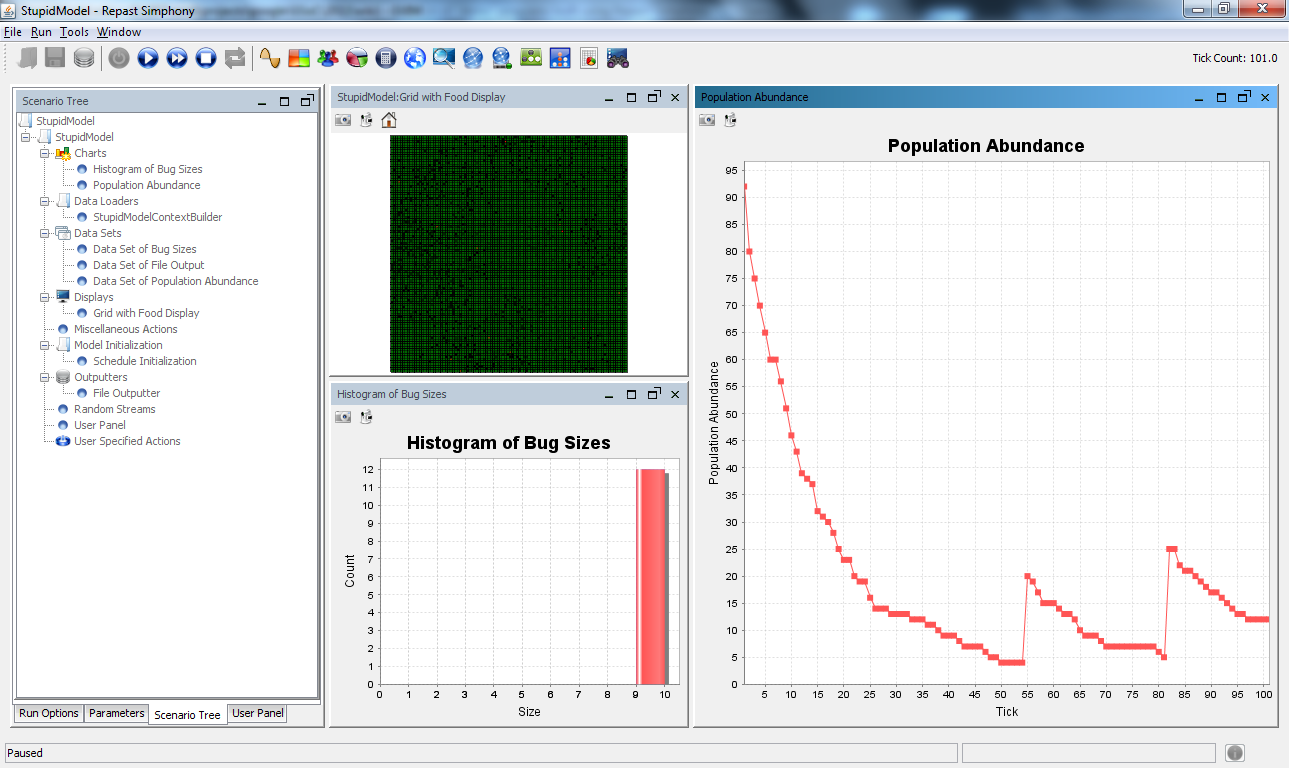 StupidModel - Repast Simphony
File Run Tools Window
Tick Count: 101.0
Scenario Tree
StupidModel
StupidModel
Charts
Histogram of Bug Sizes
Population Abundance
Data Loaders
StupidModelContextBuilder
Data Sets
Data Set of Bug Sizes
Data Set of File Output
Data Set of Population Abundance
Displays
Grid with Food Display
Miscellaneous Actions
Model Initialization
Schedule Initialization
Outputters
File Outputter
Random Streams
User Panel
User Specified Actions
Run Options Parameters Scenario Tree User Panel
StupidModel:Grid with Food Display
Histogram of Bug Sizes
Histogram of Bug Sizes
12
11
10
9
8
7
6
5
4
3
2
1
0
Count
0 1 2 3 4 5 6 7 8 9 10
Size
Population Abundance
Population Abundance
95
90
85
80
75
70
65
60
55
50
45
40
35
30
25
20
15
10
5
0
Population Abundance
5 10 15 20 25 30 35 40 45 50 55 60 65 70 75 80 85 90 95 100
Tick
Paused